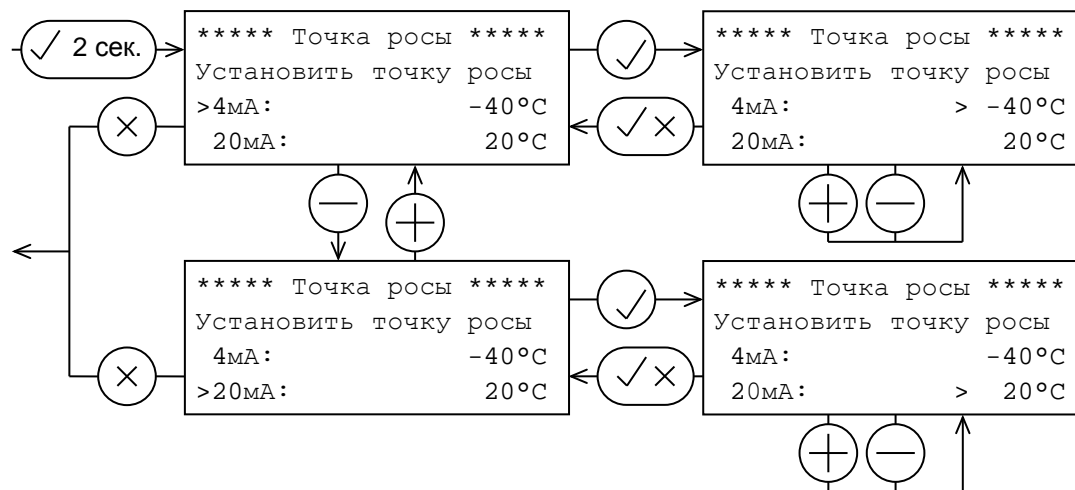 2 сек.
***** Точка росы *****
Установить точку росы
>4мА: -40°C
20мА: 20°C
***** Точка росы *****
Установить точку росы
4мА: > -40°C
20мА: 20°C
***** Точка росы *****
Установить точку росы
4мА: -40°C
>20мА: 20°C
***** Точка росы *****
Установить точку росы
4мА: -40°C
20мА: > 20°C